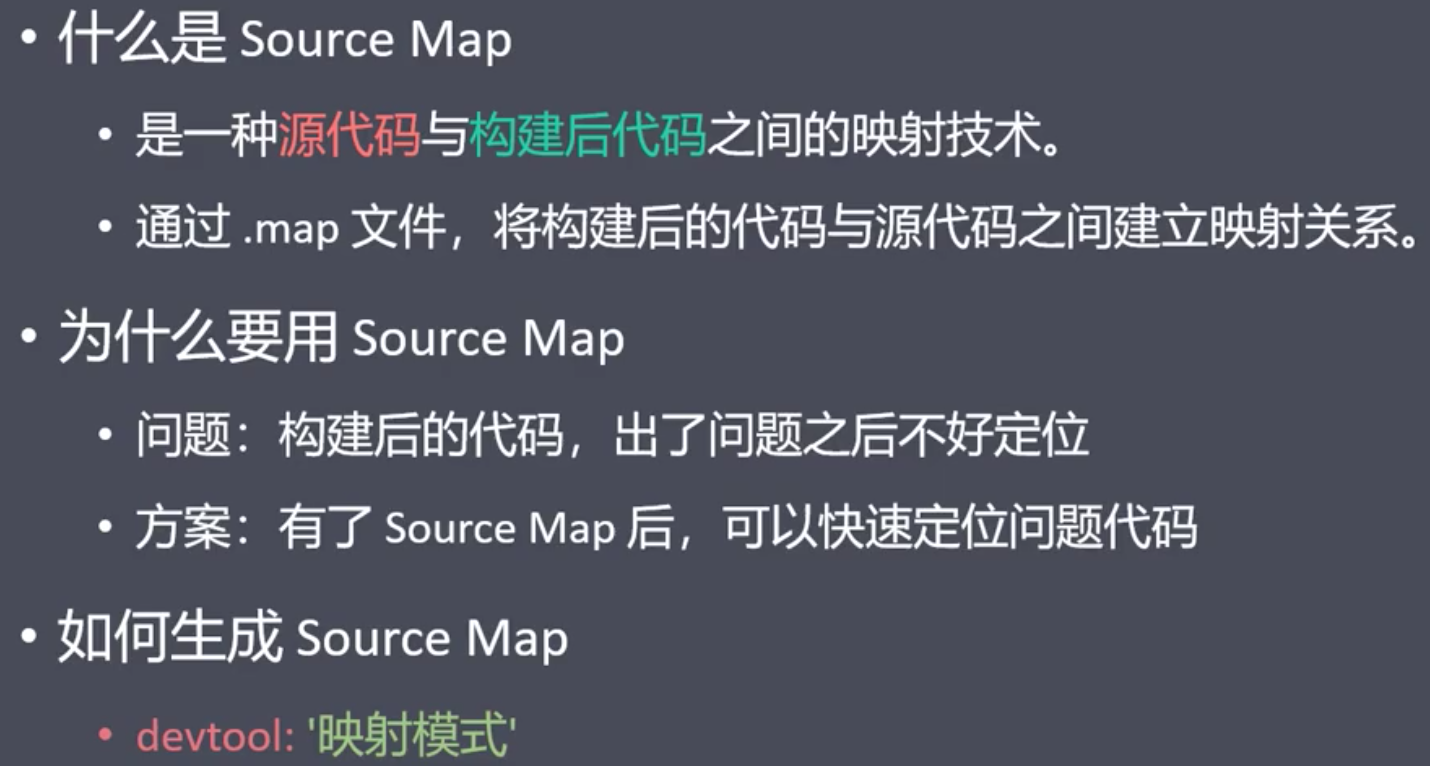 • 什么是 Source Map
• 是一种源代码与构建后代码之间的映射技术。
• 通过 .map 文件，将构建后的代码与源代码之间建立映射关系。
• 为什么要用 Source Map
• 问题：构建后的代码，出了问题之后不好定位
• 方案：有了 Source Map 后，可以快速定位问题代码
• 如何生成 Source Map
• devtool: '映射模式'